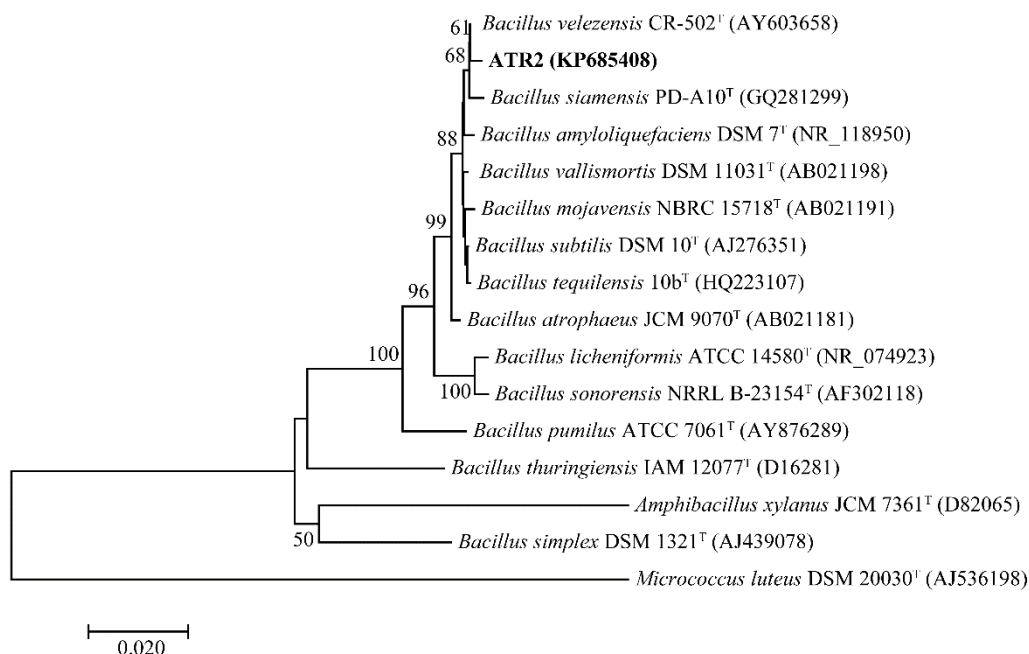 61
Bacillus velezensis CR-502ᵀ (AY603658)
68
ATR2 (KP685408)
Bacillus siamensis PD-A10ᵀ (GQ281299)
88
Bacillus amyloliquefaciens DSM 7ᵀ (NR_118950)
Bacillus vallismortis DSM 11031ᵀ (AB021198)
Bacillus mojavensis NBRC 15718ᵀ (AB021191)
99
Bacillus subtilis DSM 10ᵀ (AJ276351)
Bacillus tequilensis 10bᵀ (HQ223107)
96
Bacillus atrophaeus JCM 9070ᵀ (AB021181)
100
Bacillus licheniformis ATCC 14580ᵀ (NR_074923)
100
Bacillus sonorensis NRRL B-23154ᵀ (AF302118)
Bacillus pumilus ATCC 7061ᵀ (AY876289)
Bacillus thuringiensis IAM 12077ᵀ (D16281)
Amphibacillus xylanus JCM 7361ᵀ (D82065)
50
Bacillus simplex DSM 1321ᵀ (AJ439078)
Micrococcus luteus DSM 20030ᵀ (AJ536198)
0.020